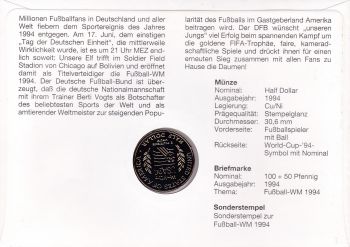 Millionen Fußballfans in Deutschland und aller
Welt fiebern dem Sportereignis des Jahres
1994 entgegen. Am 17. Juni, dem einstigen
„Tag der Deutschen Einheit", die mittlerweile
Wirklichkeit wurde, ist es um 21 Uhr MEZ end-
lich soweit: Unsere Elf trifft im Soldier Field
Stadion von Chicago auf Bolivien und eröffnet
damit als Titelverteidiger die Fußball-WM
1994. Der Deutsche Fußball-Bund ist überzeugt,
daß die deutsche Nationalmannschaft
mit ihrem Trainer Berti Vogts als Botschafter
des beliebtesten Sports der Welt und als
amtierender Weltmeister zur steigenden Popu-
larität des Fußballs im Gastgeberland Amerika
beitragen wird. Der DFB wünscht „unseren
Jungs" viel Erfolg beim spannenden Kampf um
die goldene FIFA-Trophäe, faire, kamerad-
schaftliche Spiele und drückt ihnen für einen
erneuten Sieg zusammen mit allen Fans zu
Hause die Daumen!
Münze
Nominal: Half Dollar
Ausgabejahr: 1994
Legierung: Cu/Ni
Prägequalität: Stempelglanz
Durchmesser: 30,6 mm
Vorderseite: Fußballspieler
mit Ball
Rückseite: World-Cup-'94-
Symbol mit Nominal
Briefmarke
Nominal: 100 + 50 Pfennig
Ausgabejahr: 1994
Thema: Fußball-WM 1994
Sonderstempel
Sonderstempel zur
Fußball-WM 1994